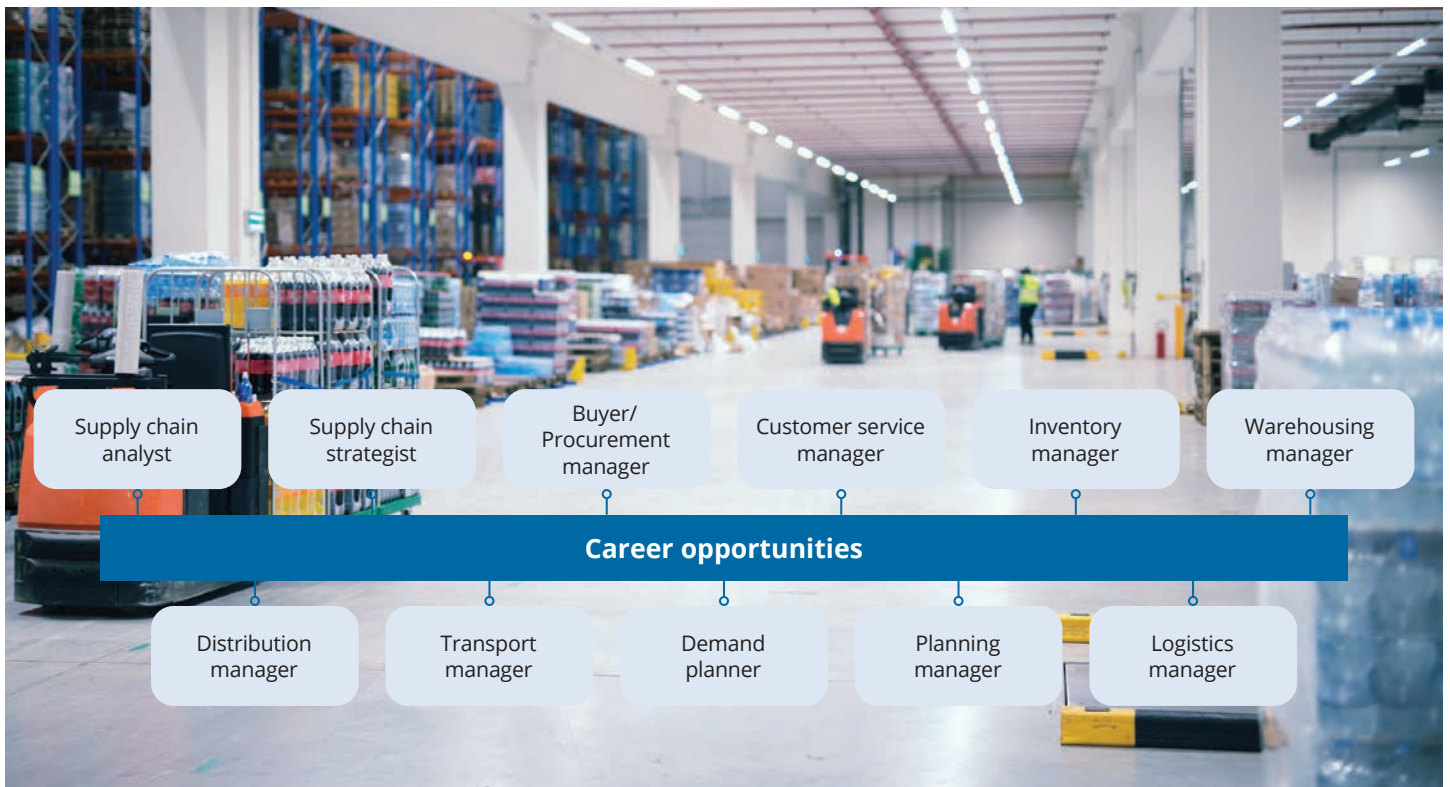 Supply chain
analyst
Supply chain
strategist
Buyer/
Procurement
manager
Customer service
manager
Inventory
manager
Warehousing
manager
Career opportunities
Distribution
manager
Transport
manager
Demand
planner
Planning
manager
Logistics
manager